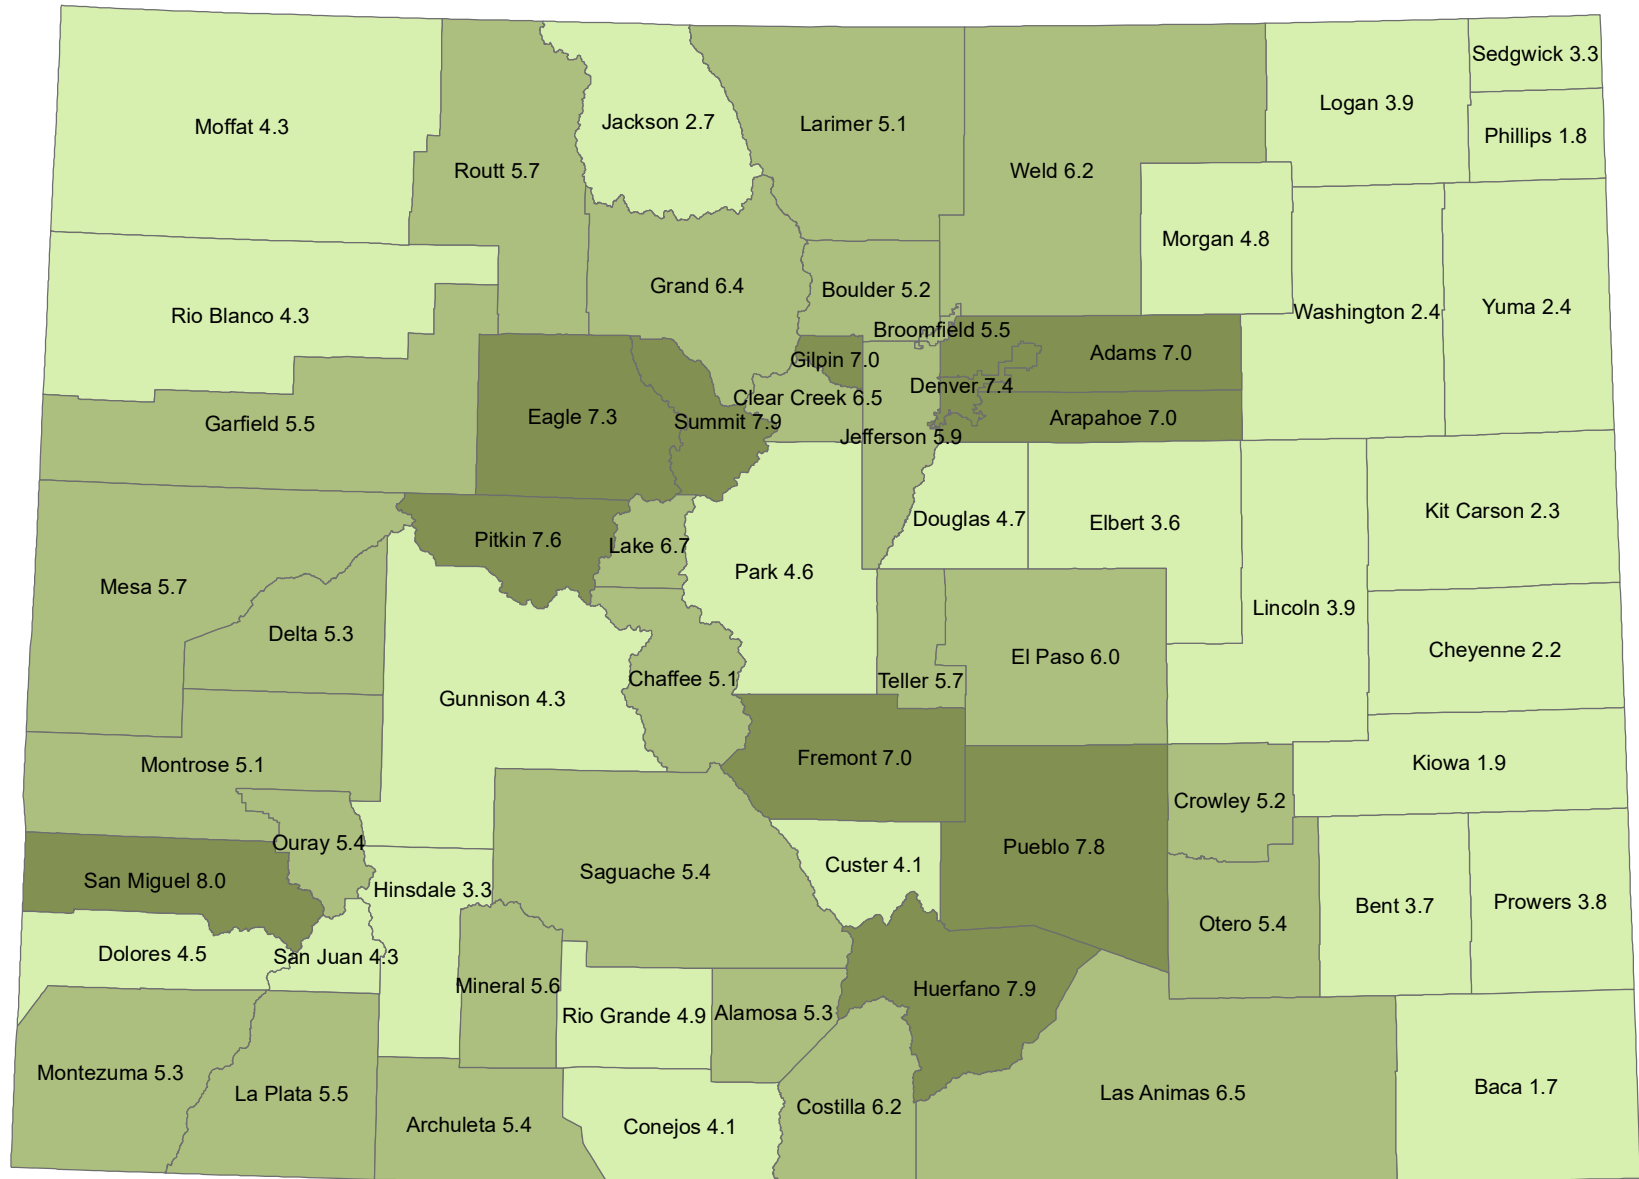 Sedgwick 3.3
Logan 3.9
Moffat 4.3
Jackson 2.7
Larimer 5.1
Phillips 1.8
Routt 5.7
Weld 6.2
Morgan 4.8
Grand 6.4
Boulder 5.2
Rio Blanco 4.3
Washington 2.4
Yuma 2.4
Broomfield 5.5
Gilpin 7.0
Adams 7.0
Denver 7.4
Clear Creek 6.5
Eagle 7.3
Summit 7.9
Arapahoe 7.0
Garfield 5.5
Jefferson 5.9
Kit Carson 2.3
Douglas 4.7
Elbert 3.6
Pitkin 7.6
Lake 6.7
Park 4.6
Mesa 5.7
Lincoln 3.9
Delta 5.3
Cheyenne 2.2
El Paso 6.0
Chaffee 5.1
Teller 5.7
Gunnison 4.3
Fremont 7.0
Montrose 5.1
Kiowa 1.9
Crowley 5.2
Ouray 5.4
Pueblo 7.8
Custer 4.1
Saguache 5.4
San Miguel 8.0
Hinsdale 3.3
Bent 3.7
Prowers 3.8
Otero 5.4
Dolores 4.5
San Juan 4.3
Mineral 5.6
Huerfano 7.9
Rio Grande 4.9
Alamosa 5.3
Montezuma 5.3
La Plata 5.5
Las Animas 6.5
Baca 1.7
Costilla 6.2
Archuleta 5.4
Conejos 4.1